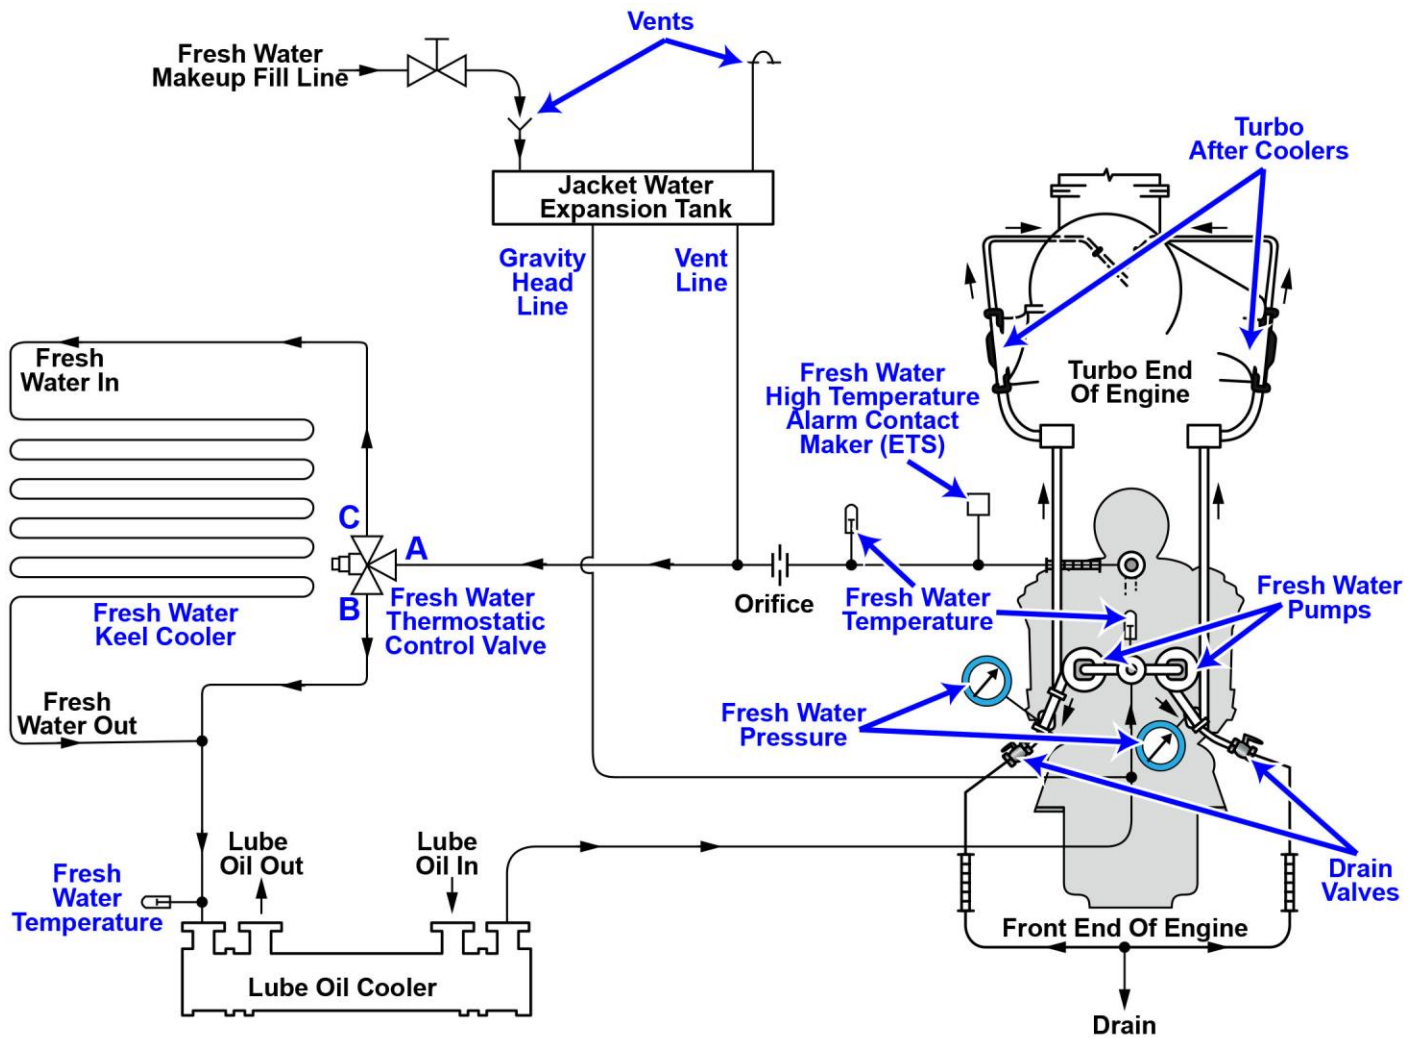 Vents
Fresh Water
Makeup Fill Line
Turbo
After Coolers
Jacket Water
Expansion Tank
Gravity
Head
Line
Vent
Line
Fresh
Water In
Fresh Water
High Temperature
Alarm Contact
Maker (ETS)
Turbo End
Of Engine
C
A
B
Fresh Water
Keel Cooler
Fresh Water
Thermostatic
Control Valve
Orifice
Fresh Water
Temperature
Fresh Water
Pumps
Fresh
Water Out
Fresh Water
Pressure
Lube
Oil Out
Lube
Oil In
Fresh
Water
Temperature
Drain
Valves
Front End Of Engine
Lube Oil Cooler
Drain